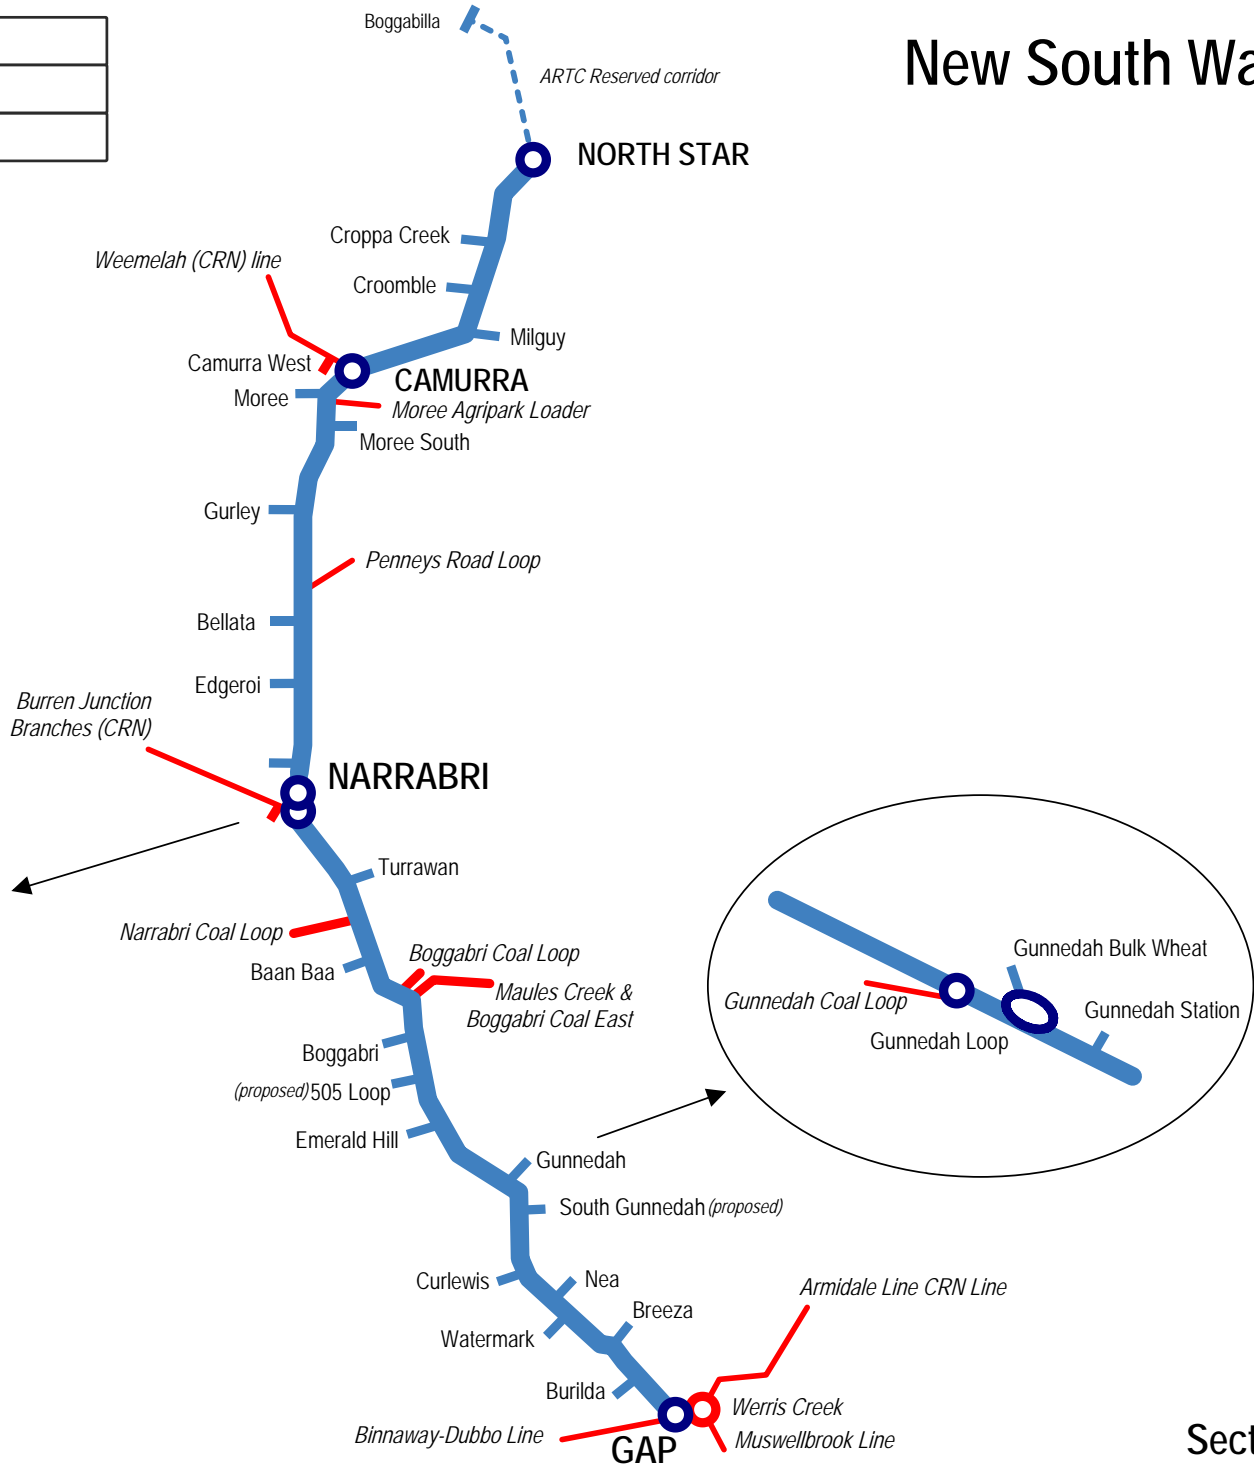 Boggabilla
New South Wa
ARTC Reserved corridor
NORTH STAR
Croppa Creek
Weemelah (CRN) line
Croomble
Milguy
Camurra West
CAMURRA
Moree
Moree Agripark Loader
Moree South
Gurley
Penneys Road Loop
Bellata
Edgeroi
Burren Junction
Branches (CRN)
NARRABRI
Turrawan
Narrabri Coal Loop
Boggabri Coal Loop
Baan Baa
Maules Creek &
Boggabri Coal East
Gunnedah Bulk Wheat
Gunnedah Coal Loop
Gunnedah Station
Gunnedah Loop
Boggabri
(proposed) 505 Loop
Emerald Hill
Gunnedah
South Gunnedah (proposed)
Curlewis
Nea
Armidale Line CRN Line
Breeza
Watermark
Burilda
Werris Creek
Binnaway-Dubbo Line
Muswellbrook Line
GAP
Sect